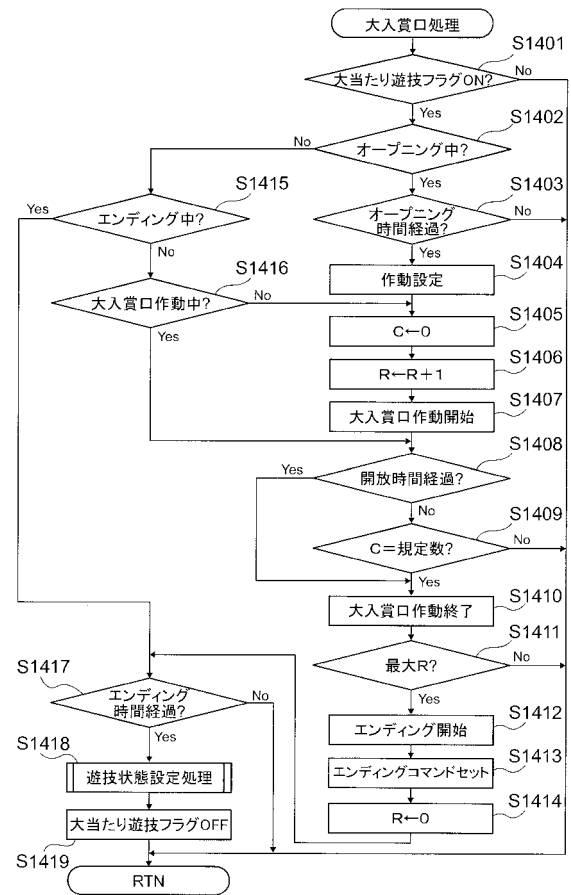 大入賞口処理
S1401
大当たり遊技フラグON?
No
Yes
S1402
オープニング中?
No
Yes
S1415
エンディング中?
Yes
No
S1403
オープニング
時間経過?
No
Yes
S1416
大入賞口作動中?
No
Yes
S1404
作動設定
S1405
C←0
S1406
R←R+1
S1407
大入賞口作動開始
S1408
開放時間経過?
Yes
No
S1409
C=規定数?
No
Yes
S1410
大入賞口作動終了
S1411
最大R?
No
Yes
S1412
エンディング開始
S1413
エンディングコマンドセット
S1414
R←0
S1417
エンディング
時間経過?
No
Yes
S1418
遊技状態設定処理
大当たり遊技フラグOFF
S1419
RTN